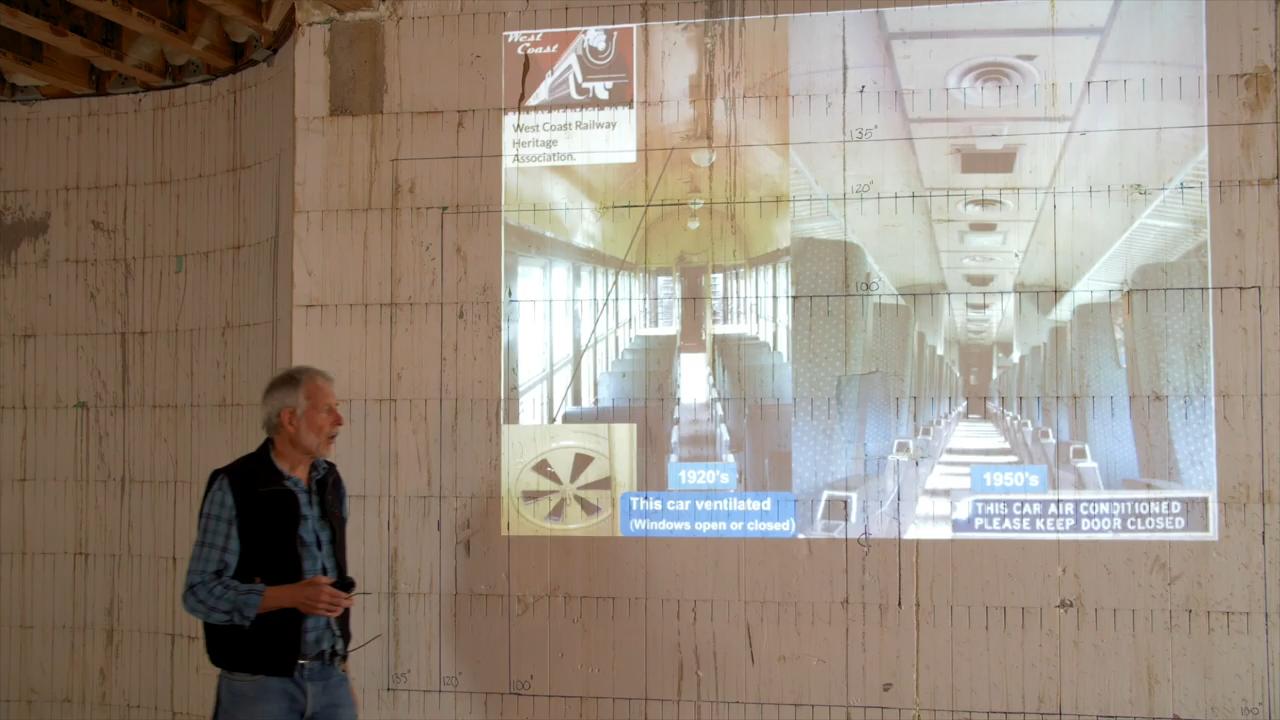 West
Coast
West Coast Railway
Heritage
Association.
135"
120"
100"
1920's
1950's
This car ventilated
(Windows open or closed)
THIS CAR AIR CONDITIONED
PLEASE KEEP DOOR CLOSED
135"
120"
100"
100"